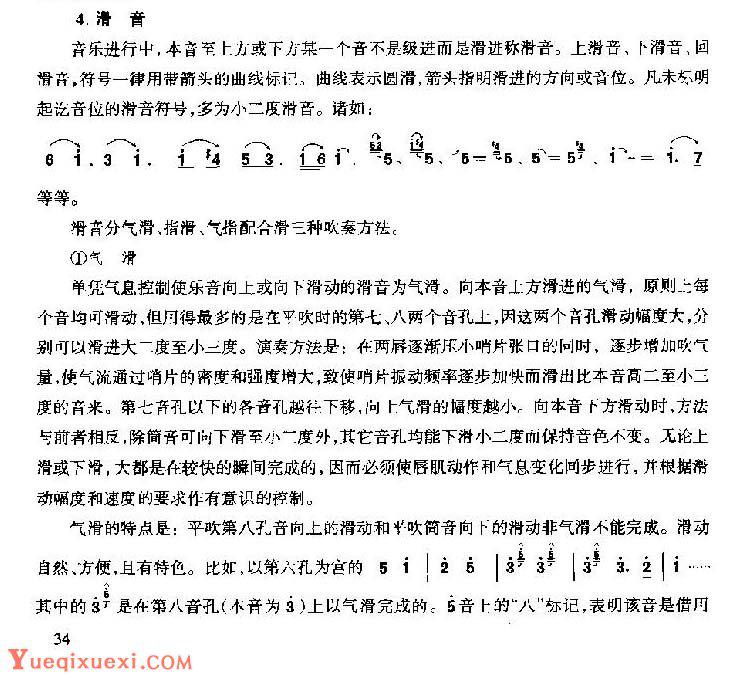 4. 滑 音
音乐进行中,本音至上方或下方某一个音不是级进而是滑进称滑音。上滑音、下滑音、回
滑音,符号一律用带箭头的曲线标记。曲线表示圆滑,箭头指明滑进的方向或音位。凡未标明
起讫音位的滑音符号,多为小二度滑音。诸如:
6 1、3 1、 1 #4 5 3、 1 6 1、 5、 5、 5= 5、 5 = 5 、 1 = 1. 7
等等。
滑音分气滑、指滑、气指配合滑三种吹奏方法。
①气 滑
单凭气息控制使乐音向上或向下滑动的滑音为气滑。向本音上方滑进的气滑,原则上每
个音均可滑动,但用得最多的是在平吹时的第七、八两个音孔上,因这两个音孔滑动幅度大,分
别可以滑进大二度至小三度。演奏方法是:在两唇逐渐压小哨片张口的同时,逐步增加吹气
量,使气流通过哨片的密度和强度增大,致使哨片振动频率逐步加快而滑出比本音高二至小三
度的音来。第七音孔以下的各音孔越往下移,向上气滑的幅度越小。向本音下方滑动时,方法
与前者相反,除筒音可向下滑至小二度外,其它音孔均能下滑小二度而保持音色不变。无论上
滑或下滑,大都是在较快的瞬间完成的,因而必须使唇肌动作和气息变化同步进行,并根据滑
动幅度和速度的要求作有意识的控制。
气滑的特点是:平吹第八孔音向上的滑动和平吹筒音向下的滑动非气滑不能完成。滑动
自然、方便,且有特色。比如,以第六孔为宫的 5 1 | 2 5 | 3 3 | 3. 2 | 1 ……
其中的 3 是在第八音孔(本音为 3)上以气滑完成的。5音上的“八”标记,表明该音是借用
34
Yueqixuexi.com